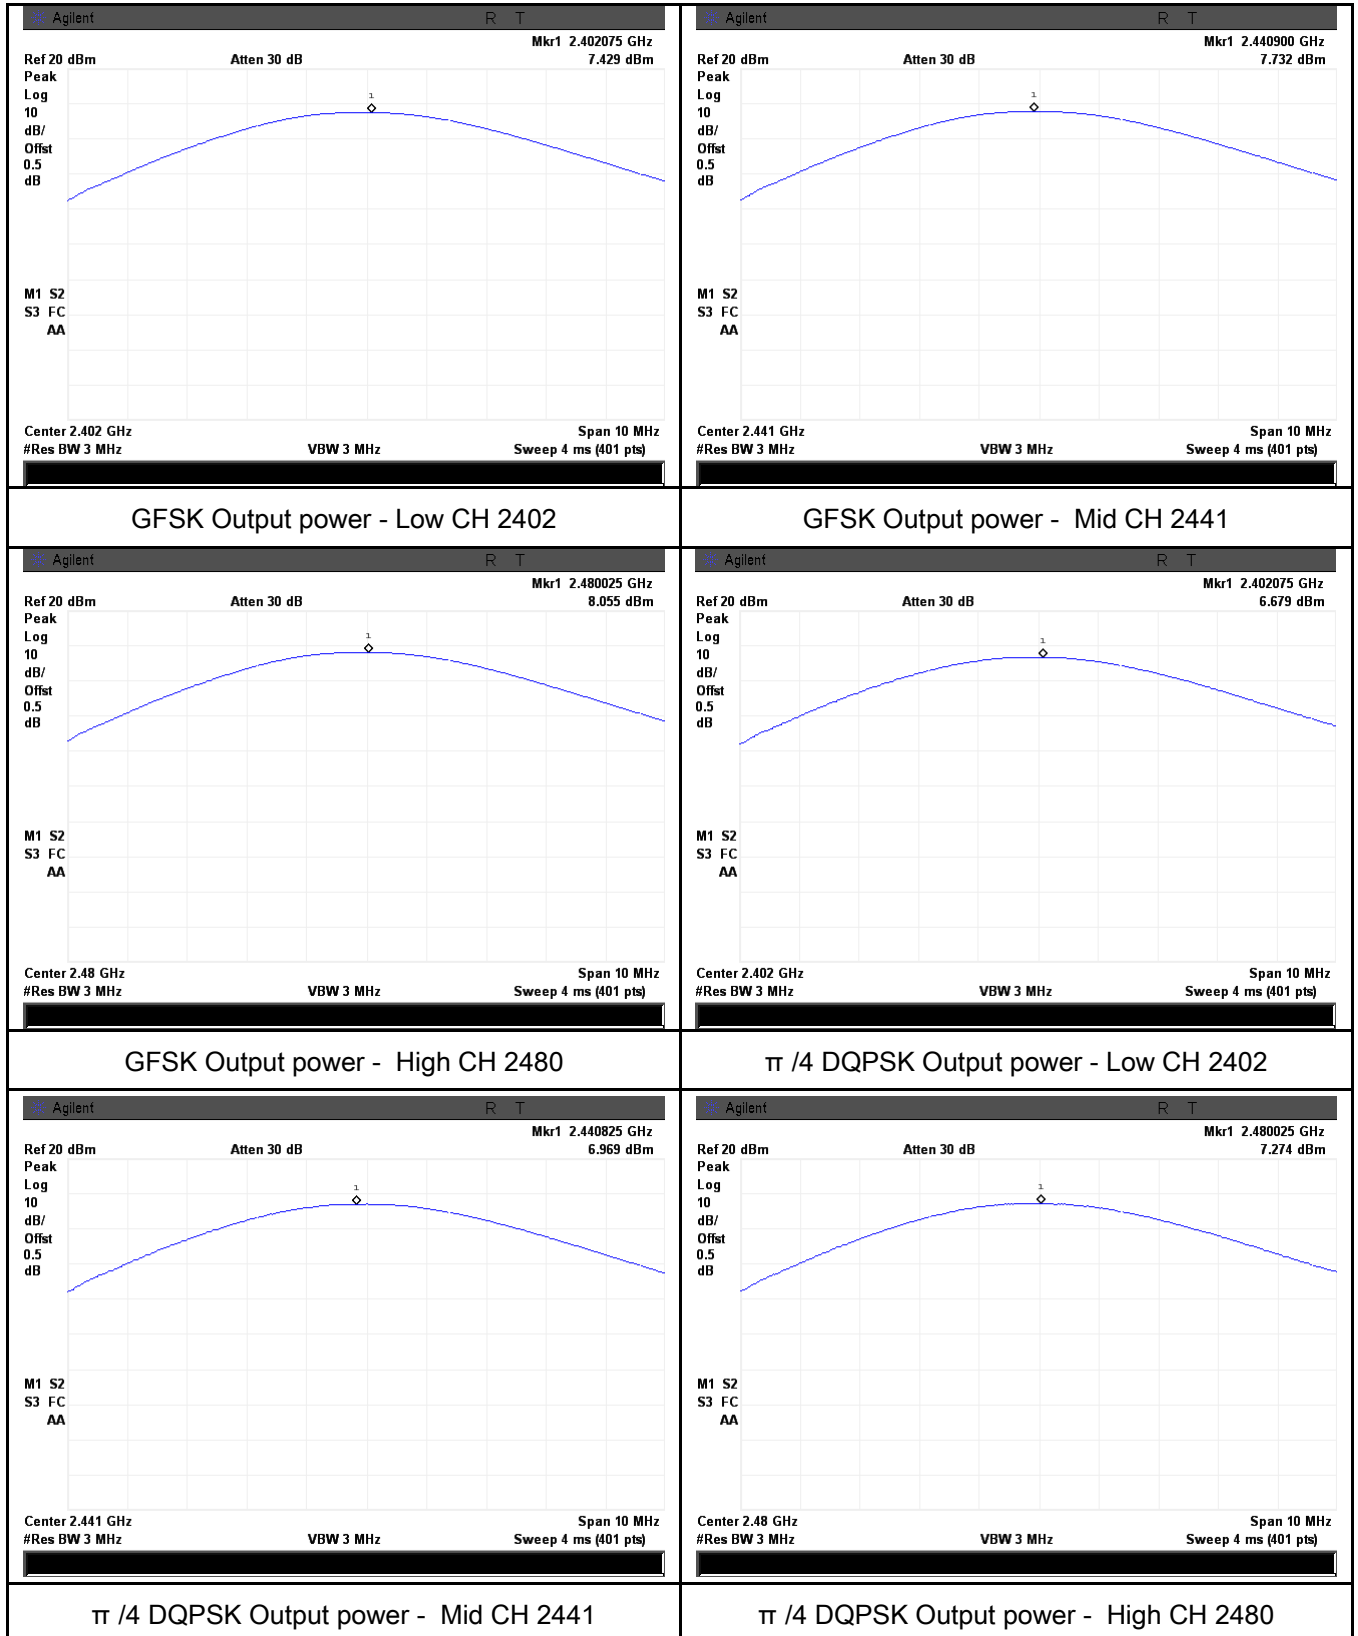 Agilent R T
Mkr1 2.402075 GHz
Ref 20 dBm Atten 30 dB 7.429 dBm
Peak
Log
10
dB/
Offst
0.5
dB
1
M1 S2
S3 FC
AA
Center 2.402 GHz Span 10 MHz
#Res BW 3 MHz VBW 3 MHz Sweep 4 ms (401 pts)
GFSK Output power - Low CH 2402
Agilent R T
Mkr1 2.440900 GHz
Ref 20 dBm Atten 30 dB 7.732 dBm
Peak
Log
10
dB/
Offst
0.5
dB
1
M1 S2
S3 FC
AA
Center 2.441 GHz Span 10 MHz
#Res BW 3 MHz VBW 3 MHz Sweep 4 ms (401 pts)
GFSK Output power - Mid CH 2441
Agilent R T
Mkr1 2.480025 GHz
Ref 20 dBm Atten 30 dB 8.055 dBm
Peak
Log
10
dB/
Offst
0.5
dB
1
M1 S2
S3 FC
AA
Center 2.48 GHz Span 10 MHz
#Res BW 3 MHz VBW 3 MHz Sweep 4 ms (401 pts)
GFSK Output power - High CH 2480
Agilent R T
Mkr1 2.402075 GHz
Ref 20 dBm Atten 30 dB 6.679 dBm
Peak
Log
10
dB/
Offst
0.5
dB
1
M1 S2
S3 FC
AA
Center 2.402 GHz Span 10 MHz
#Res BW 3 MHz VBW 3 MHz Sweep 4 ms (401 pts)
π /4 DQPSK Output power - Low CH 2402
Agilent R T
Mkr1 2.440825 GHz
Ref 20 dBm Atten 30 dB 6.969 dBm
Peak
Log
10
dB/
Offst
0.5
dB
1
M1 S2
S3 FC
AA
Center 2.441 GHz Span 10 MHz
#Res BW 3 MHz VBW 3 MHz Sweep 4 ms (401 pts)
π /4 DQPSK Output power - Mid CH 2441
Agilent R T
Mkr1 2.480025 GHz
Ref 20 dBm Atten 30 dB 7.274 dBm
Peak
Log
10
dB/
Offst
0.5
dB
1
M1 S2
S3 FC
AA
Center 2.48 GHz Span 10 MHz
#Res BW 3 MHz VBW 3 MHz Sweep 4 ms (401 pts)
π /4 DQPSK Output power - High CH 2480